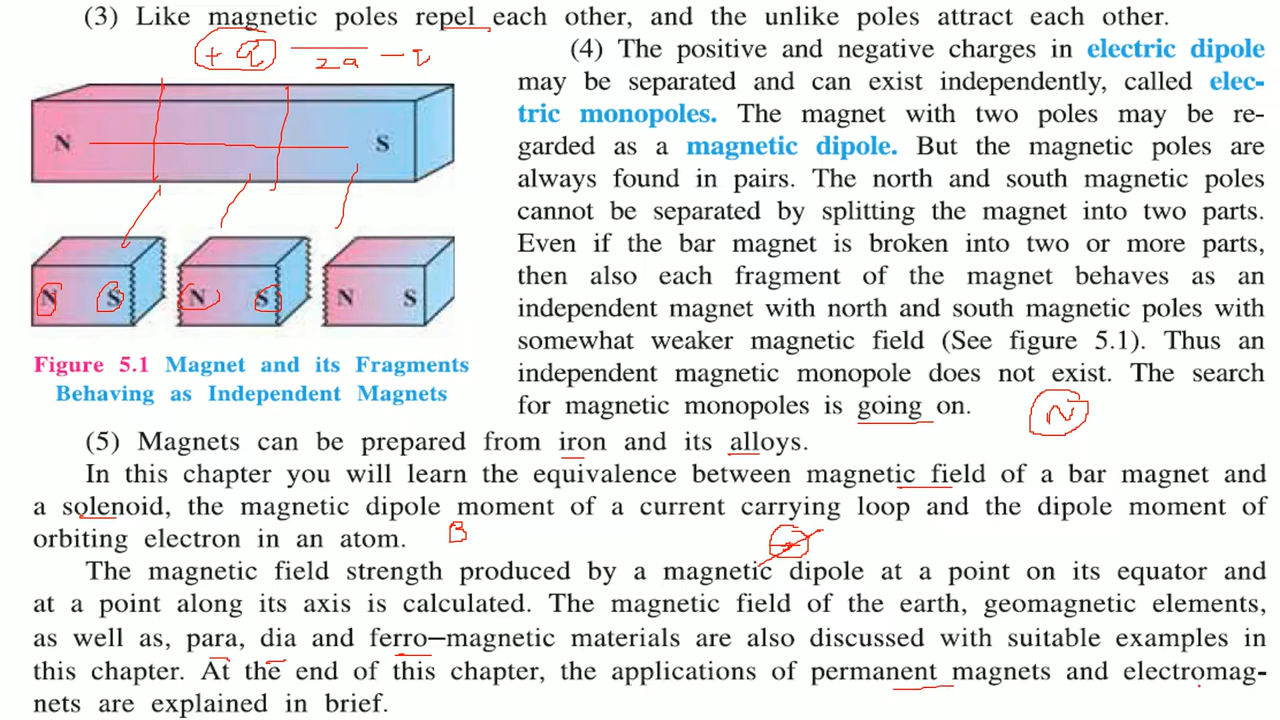 (3) Like magnetic poles repel each other, and the unlike poles attract each other.
+ q 2a - q
(4) The positive and negative charges in electric dipole
may be separated and can exist independently, called elec-
tric monopoles. The magnet with two poles may be re-
garded as a magnetic dipole. But the magnetic poles are
always found in pairs. The north and south magnetic poles
cannot be separated by splitting the magnet into two parts.
Even if the bar magnet is broken into two or more parts,
then also each fragment of the magnet behaves as an
independent magnet with north and south magnetic poles with
somewhat weaker magnetic field (See figure 5.1). Thus an
independent magnetic monopole does not exist. The search
for magnetic monopoles is going on.
N
N S
N S N S N S
Figure 5.1 Magnet and its Fragments
Behaving as Independent Magnets
(5) Magnets can be prepared from iron and its alloys.
In this chapter you will learn the equivalence between magnetic field of a bar magnet and
a solenoid, the magnetic dipole moment of a current carrying loop and the dipole moment of
orbiting electron in an atom.
B
The magnetic field strength produced by a magnetic dipole at a point on its equator and
at a point along its axis is calculated. The magnetic field of the earth, geomagnetic elements,
as well as, para, dia and ferro–magnetic materials are also discussed with suitable examples in
this chapter. At the end of this chapter, the applications of permanent magnets and electromag-
nets are explained in brief.